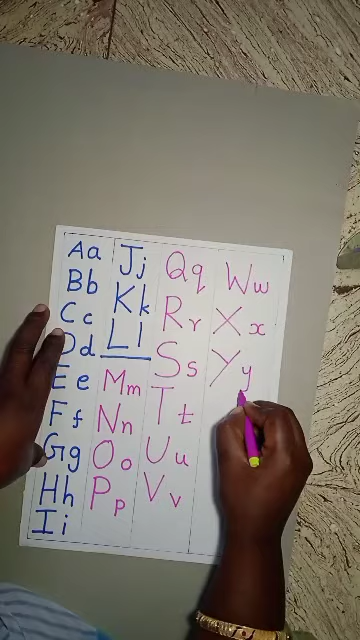 Aa
Bb
Cc
Dd
Ee
Ff
Gg
Hh
Ii
Jj
Kk
Ll
Mm
Nn
Oo
Pp
Qq
Rr
Ss
Tt
Uu
Vv
Ww
Xx
Yy